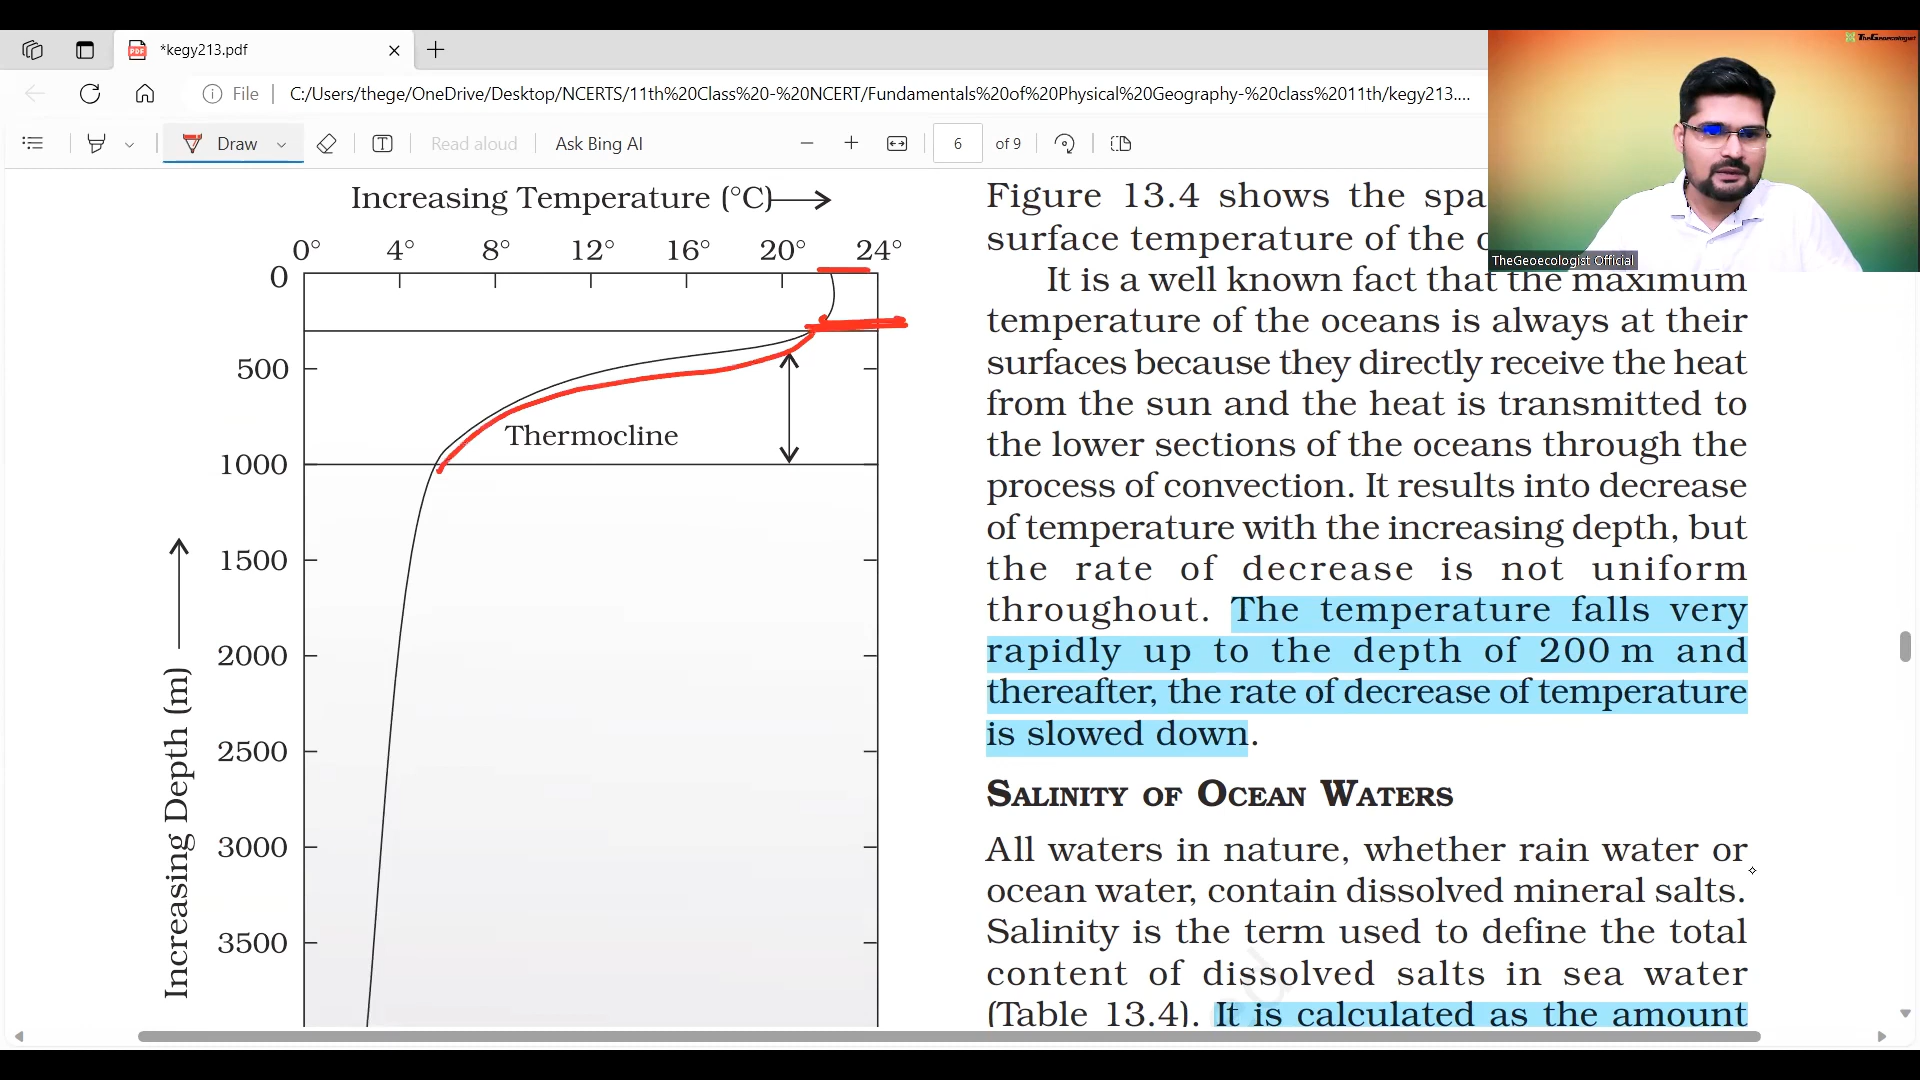 *kegy213.pdf
File
C:/Users/thege/OneDrive/Desktop/NCERTS/11th%20Class%20-%20NCERT/Fundamentals%20of%20Physical%20Geography-%20class%2011th/kegy213....
Draw
Read aloud
Ask Bing AI
6 of 9
TheGeoecologist
TheGeoecologist Official
Increasing Temperature (°C)
0° 4° 8° 12° 16° 20° 24°
0
500
Thermocline
1000
1500
2000
2500
3000
3500
Increasing Depth (m)
Figure 13.4 shows the spa
surface temperature of the o
It is a well known fact that the maximum
temperature of the oceans is always at their
surfaces because they directly receive the heat
from the sun and the heat is transmitted to
the lower sections of the oceans through the
process of convection. It results into decrease
of temperature with the increasing depth, but
the rate of decrease is not uniform
throughout. The temperature falls very
rapidly up to the depth of 200 m and
thereafter, the rate of decrease of temperature
is slowed down.
SALINITY OF OCEAN WATERS
All waters in nature, whether rain water or
ocean water, contain dissolved mineral salts.
Salinity is the term used to define the total
content of dissolved salts in sea water
(Table 13.4). It is calculated as the amount